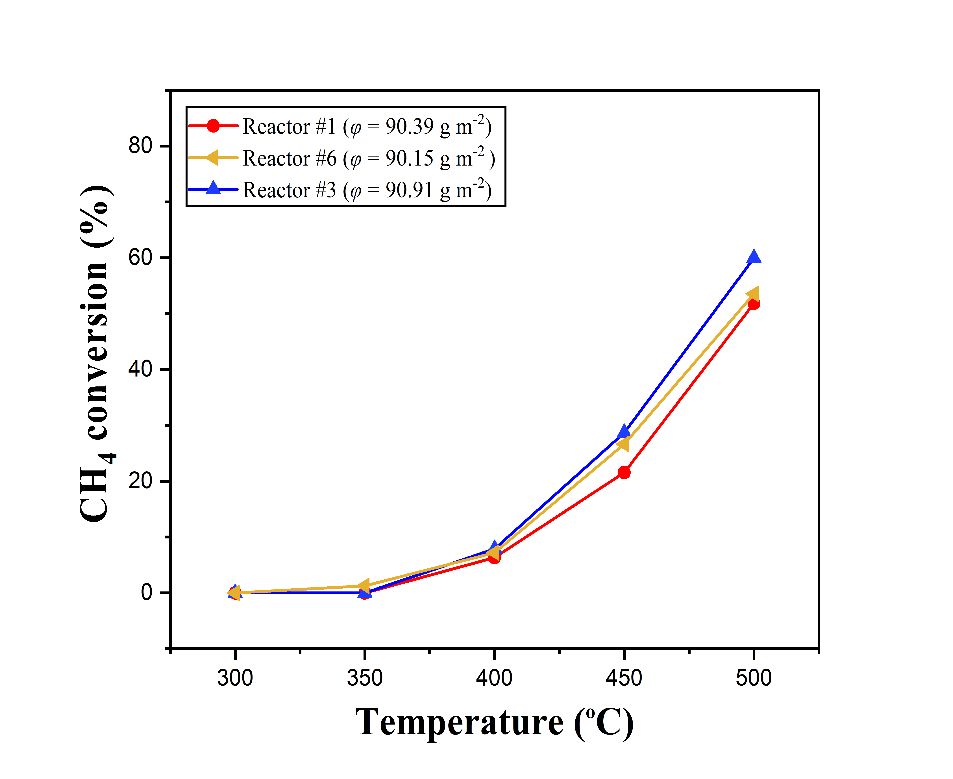 Reactor #1 (φ = 90.39 g m⁻²)
Reactor #6 (φ = 90.15 g m⁻² )
Reactor #3 (φ = 90.91 g m⁻²)
CH₄ conversion (%)
80
60
40
20
0
300 350 400 450 500
Temperature (ºC)